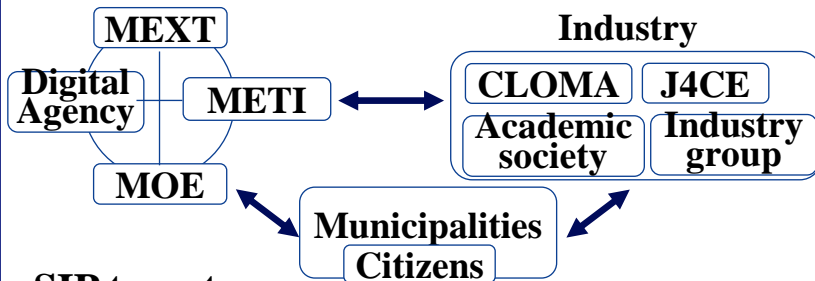 MEXT
Digital
Agency
METI
MOE
Industry
CLOMA
J4CE
Academic
society
Industry
group
Municipalities
Citizens